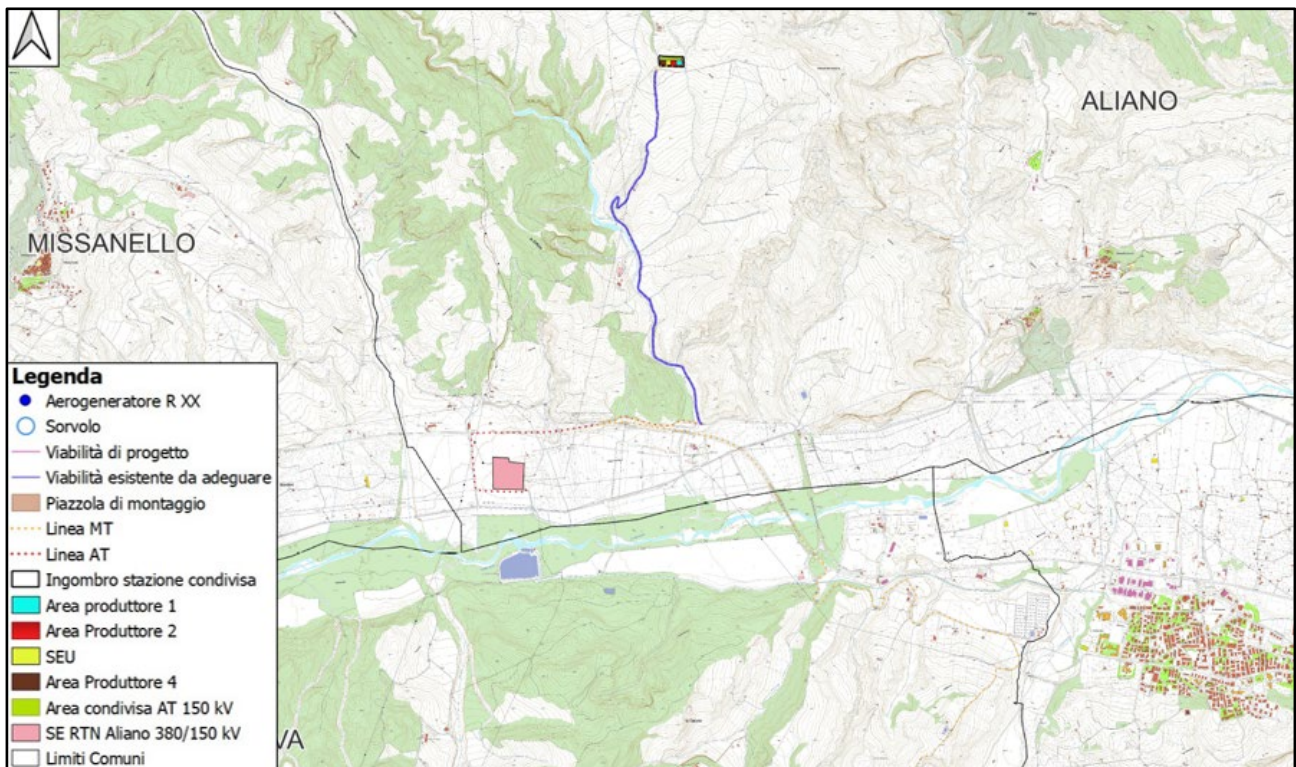 ALIANO
MISSANELLO
Legenda
Aerogeneratore R XX
Sorvolo
Viabilità di progetto
Viabilità esistente da adeguare
Piazzola di montaggio
Linea MT
Linea AT
Ingombro stazione condivisa
Area produttore 1
Area Produttore 2
SEU
Area Produttore 4
Area condivisa AT 150 kV
SE RTN Aliano 380/150 kV
Limiti Comuni
VA